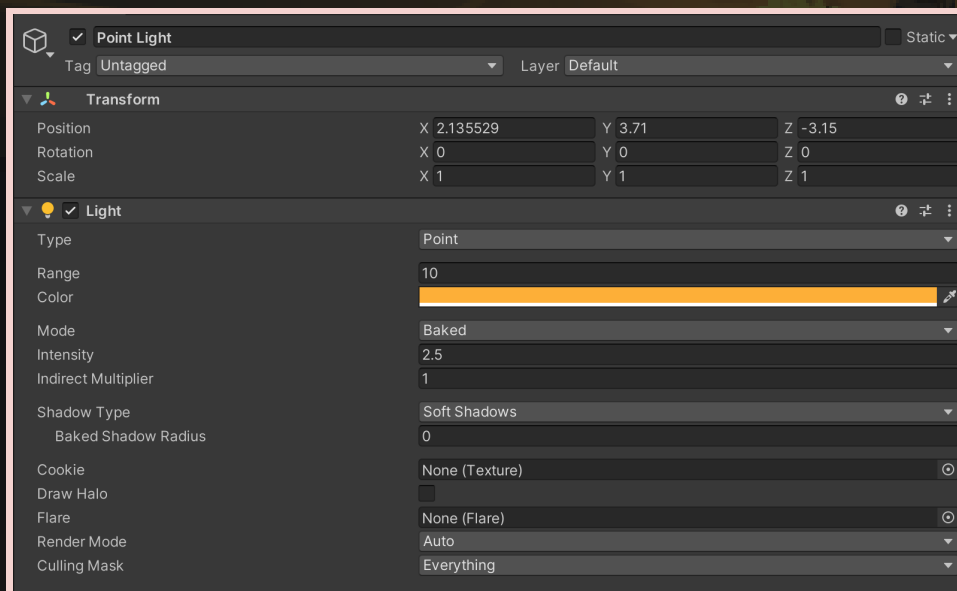 Point Light Static
Tag Untagged Layer Default
Transform
Position X 2.135529 Y 3.71 Z -3.15
Rotation X 0 Y 0 Z 0
Scale X 1 Y 1 Z 1
Light
Type Point
Range 10
Color
Mode Baked
Intensity 2.5
Indirect Multiplier 1
Shadow Type Soft Shadows
Baked Shadow Radius 0
Cookie None (Texture)
Draw Halo
Flare None (Flare)
Render Mode Auto
Culling Mask Everything